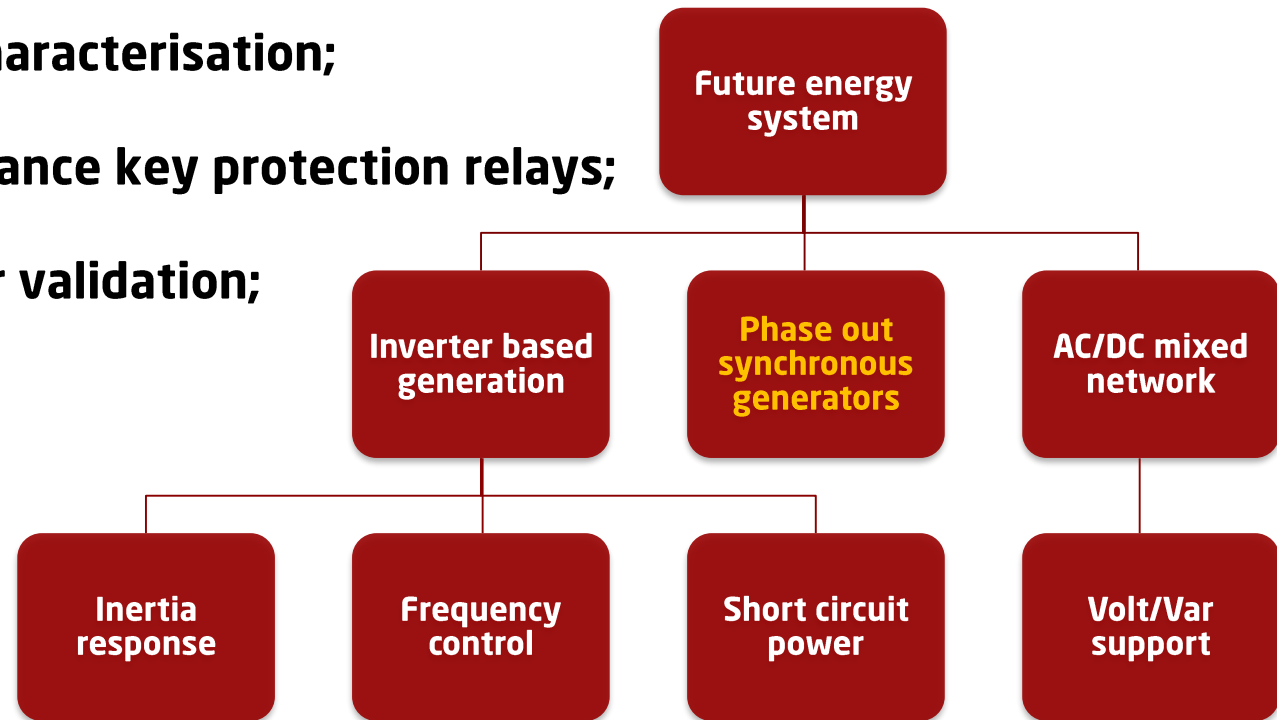 haracterisation;
ance key protection relays;
r validation;
Future energy
system
Inverter based
generation
Phase out
synchronous
generators
AC/DC mixed
network
Inertia
response
Frequency
control
Short circuit
power
Volt/Var
support